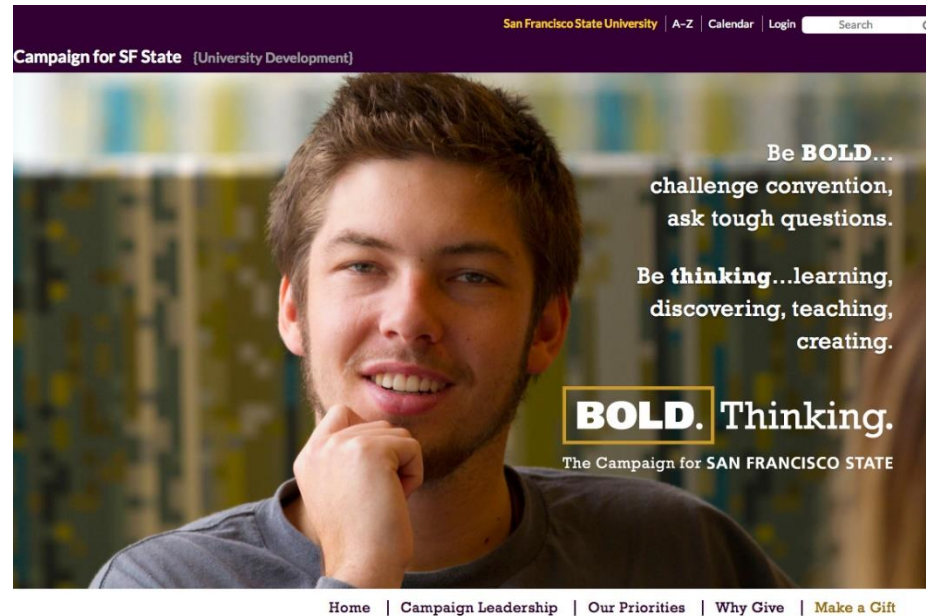 San Francisco State University | A–Z | Calendar | Login Search
Campaign for SF State {University Development}
Be BOLD...
challenge convention,
ask tough questions.
Be thinking...learning,
discovering, teaching,
creating.
BOLD. Thinking.
The Campaign for SAN FRANCISCO STATE
Home | Campaign Leadership | Our Priorities | Why Give | Make a Gift